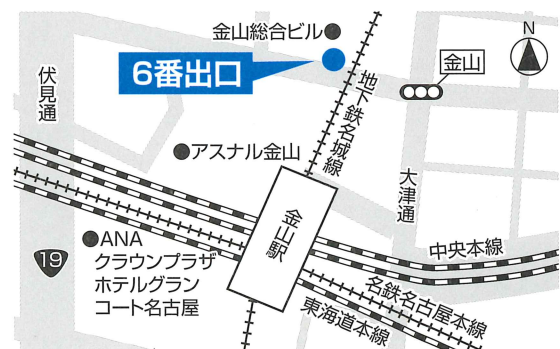 金山総合ビル
N
6番出口
金山
伏見通
地下鉄名城線
アスナル金山
大津通
金山駅
中央本線
19
ANA
クラウンプラザ
ホテルグラン
コート名古屋
名鉄名古屋本線
東海道本線